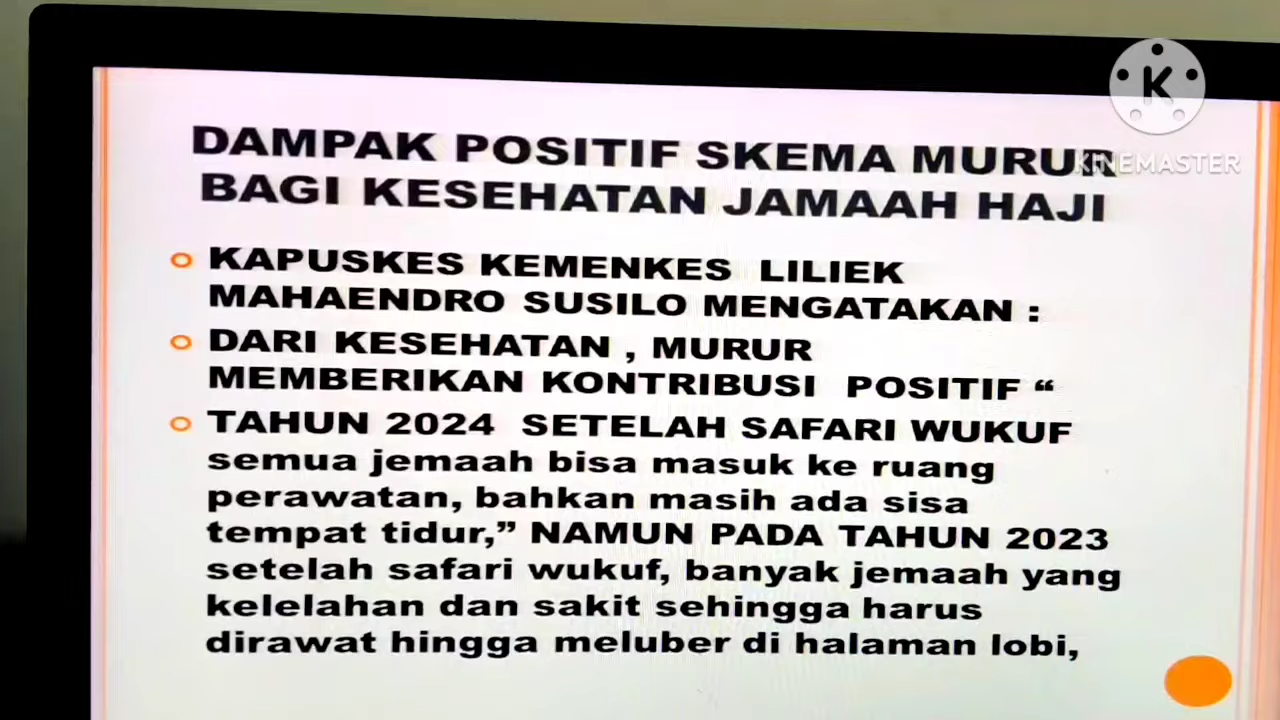 DAMPAK POSITIF SKEMA MURUR
BAGI KESEHATAN JAMAAH HAJI
KAPUSKES KEMENKES LILIEK
MAHAENDRO SUSILO MENGATAKAN :
DARI KESEHATAN , MURUR
MEMBERIKAN KONTRIBUSI POSITIF “
TAHUN 2024 SETELAH SAFARI WUKUF
semua jemaah bisa masuk ke ruang
perawatan, bahkan masih ada sisa
tempat tidur,” NAMUN PADA TAHUN 2023
setelah safari wukuf, banyak jemaah yang
kelelahan dan sakit sehingga harus
dirawat hingga meluber di halaman lobi,
K
KINEMASTER